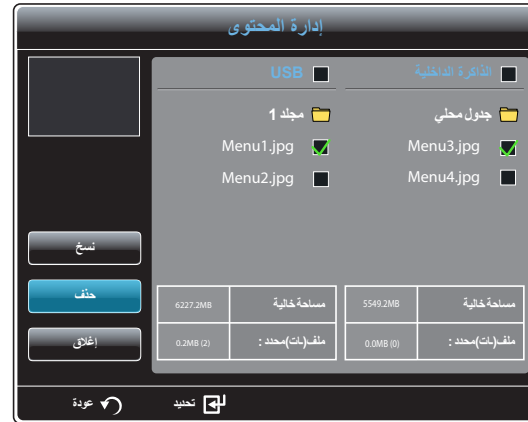 إدارة المحتوى
الذاكرة الداخلية
USB
جدول محلي
مجلد 1
Menu3.jpg
Menu1.jpg
Menu4.jpg
Menu2.jpg
نسخ
حذف
إغلاق
مساحة خالية
5549.2MB
مساحة خالية
6227.2MB
ملف(ات)محدد :
0.0MB (0)
ملف(ات)محدد :
0.2MB (2)
تحديد
عودة